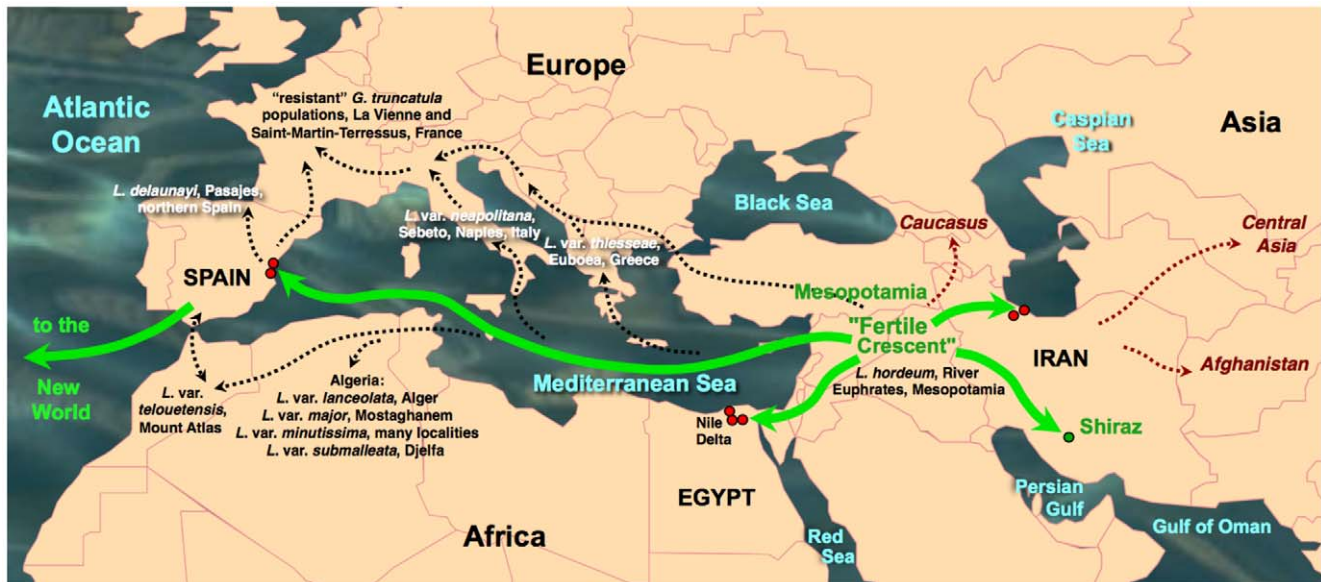 Europe
Atlantic
Ocean
"resistant" G. truncatula
populations, La Vienne and
Saint-Martin-Terressus, France
Caspian
Sea
Asia
L. delaunayi, Pasajes,
northern Spain
L. var. neapolitana,
Sebeto, Naples, Italy
L. var. thiesseae,
Euboea, Greece
Black Sea
Caucasus
Central
Asia
SPAIN
Mesopotamia
"Fertile
Crescent"
L. hordeum, River
Euphrates, Mesopotamia
IRAN
Afghanistan
to the
New
World
Mediterranean Sea
L. var.
telouetensis,
Mount Atlas
Algeria:
L. var. lanceolata, Alger
L. var. major, Mostaghanem
L. var. minutissima, many localities
L. var. submalleata, Djelfa
Nile
Delta
Shiraz
EGYPT
Persian
Gulf
Africa
Red
Sea
Gulf of Oman